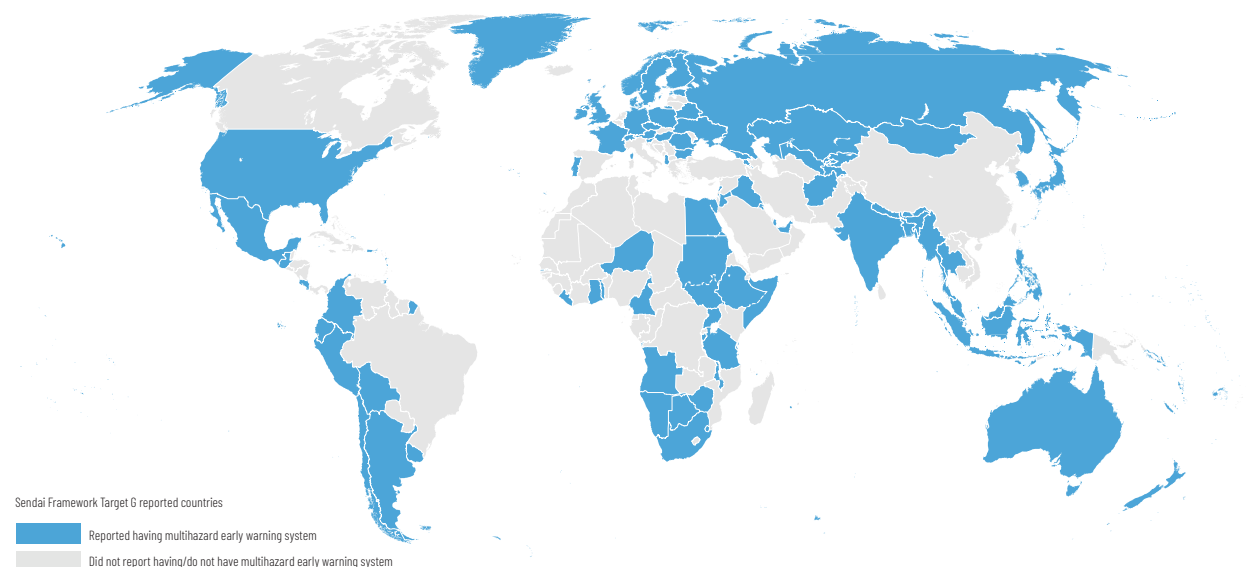 Sendai Framework Target G reported countries
Reported having multihazard early warning system
Did not report having/do not have multihazard early warning system